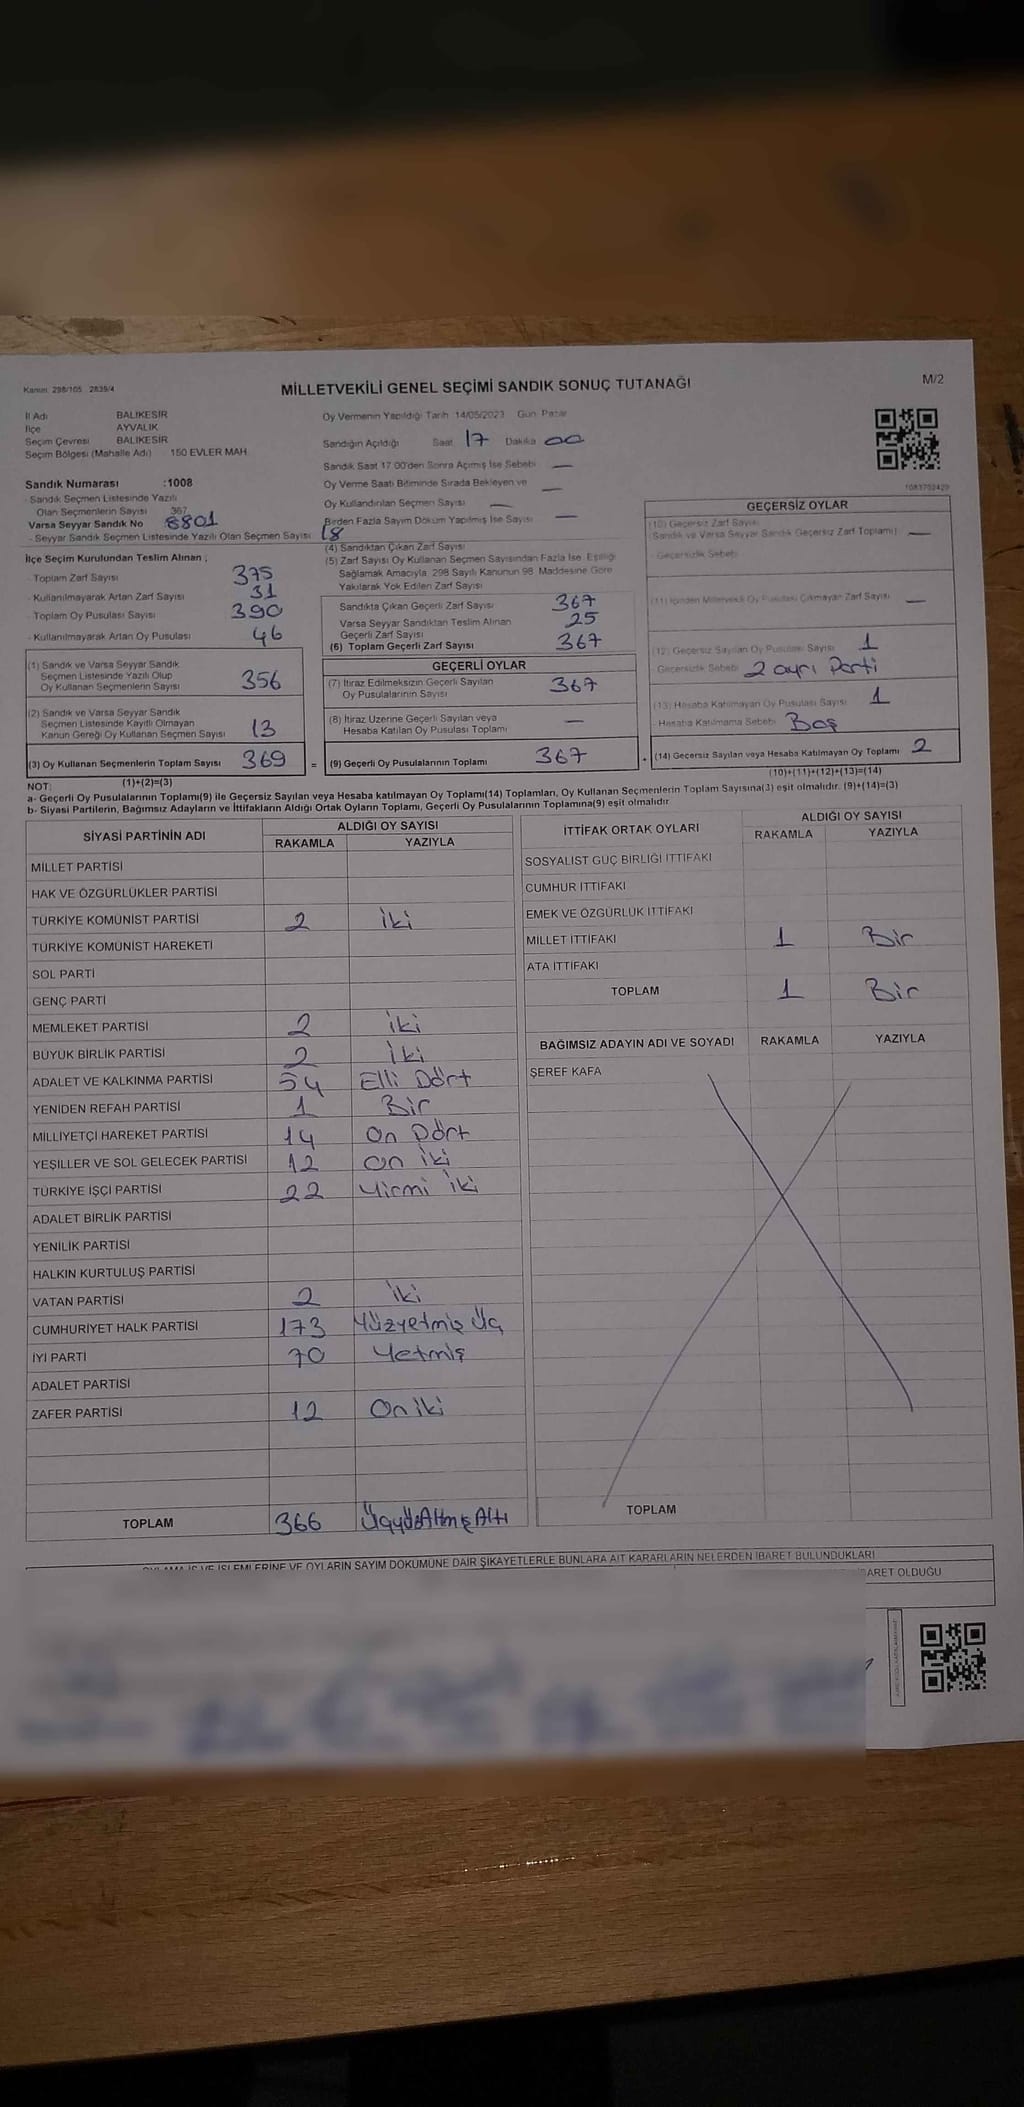 Kanun: 298/105 2839/4
MİLLETVEKİLİ GENEL SEÇİMİ SANDIK SONUÇ TUTANAĞI
M/2
İl Adı BALIKESİR
İlçe AYVALIK
Seçim Çevresi BALIKESİR
Seçim Bölgesi (Mahalle Adı) 150 EVLER MAH.
Sandık Numarası :1008
- Sandık Seçmen Listesinde Yazılı
Olan Seçmenlerin Sayısı 367
Varsa Seyyar Sandık No 8801
- Seyyar Sandık Seçmen Listesinde Yazılı Olan Seçmen Sayısı 18
İlçe Seçim Kurulundan Teslim Alınan ;
- Toplam Zarf Sayısı 375
- Kullanılmayarak Artan Zarf Sayısı 31
- Toplam Oy Pusulası Sayısı 390
- Kullanılmayarak Artan Oy Pusulası 46
(1) Sandık ve Varsa Seyyar Sandık
Seçmen Listesinde Yazılı Olup
Oy Kullanan Seçmenlerin Sayısı 356
(2) Sandık ve Varsa Seyyar Sandık
Seçmen Listesinde Kayıtlı Olmayan
Kanun Gereği Oy Kullanan Seçmen Sayısı 13
(3) Oy Kullanan Seçmenlerin Toplam Sayısı 369
(1)+(2)=(3)
Oy Vermenin Yapıldığı Tarih 14/05/2023 Gün Pazar
Sandığın Açıldığı Saat 17 Dakika 00
Sandık Saat 17:00'den Sonra Açımış İse Sebebi —
Oy Verme Saati Bitiminde Sırada Bekleyen ve
Oy Kullandırılan Seçmen Sayısı —
Birden Fazla Sayım Döküm Yapılmış İse Sayısı —
(4) Sandıktan Çıkan Zarf Sayısı
(5) Zarf Sayısı Oy Kullanan Seçmen Sayısından Fazla İse, Eşitliği
Sağlamak Amacıyla, 298 Sayılı Kanunun 98. Maddesine Göre
Yakılarak Yok Edilen Zarf Sayısı
Sandıkta Çıkan Geçerli Zarf Sayısı 367
Varsa Seyyar Sandıktan Teslim Alınan
Geçerli Zarf Sayısı 25
(6) Toplam Geçerli Zarf Sayısı 367
GEÇERLİ OYLAR
(7) İtiraz Edilmeksizin Geçerli Sayılan
Oy Pusulalarının Sayısı 367
(8) İtiraz Üzerine Geçerli Sayılan veya
Hesaba Katılan Oy Pusulası Toplamı —
= (9) Geçerli Oy Pusulalarının Toplamı 367
GEÇERSİZ OYLAR
(10) Geçersiz Zarf Sayısı
(Sandık ve Varsa Seyyar Sandık Geçersiz Zarf Toplamı) —
- Geçersizlik Sebebi
(11) İçinden Milletvekili Oy Pusulası Çıkmayan Zarf Sayısı —
(12) Geçersiz Sayılan Oy Pusulası Sayısı 1
- Geçersizlik Sebebi 2 ayrı Parti
(13) Hesaba Katılmayan Oy Pusulası Sayısı 1
- Hesaba Katılmama Sebebi Boş
+ (14) Geçersiz Sayılan veya Hesaba Katılmayan Oy Toplamı 2
(10)+(11)+(12)+(13)=(14)
NOT:
a- Geçerli Oy Pusulalarının Toplamı(9) ile Geçersiz Sayılan veya Hesaba katılmayan Oy Toplamı(14) Toplamları, Oy Kullanan Seçmenlerin Toplam Sayısına(3) eşit olmalıdır. (9)+(14)=(3)
b- Siyasi Partilerin, Bağımsız Adayların ve İttifakların Aldığı Ortak Oyların Toplamı, Geçerli Oy Pusulalarının Toplamına(9) eşit olmalıdır
SİYASİ PARTİNİN ADI ALDIĞI OY SAYISI
RAKAMLA YAZIYLA
MİLLET PARTİSİ
HAK VE ÖZGÜRLÜKLER PARTİSİ
TÜRKİYE KOMÜNİST PARTİSİ 2 iki
TÜRKİYE KOMÜNİST HAREKETİ
SOL PARTİ
GENÇ PARTİ
MEMLEKET PARTİSİ 2 iki
BÜYÜK BİRLİK PARTİSİ 2 iki
ADALET VE KALKINMA PARTİSİ 54 Elli Dört
YENİDEN REFAH PARTİSİ 1 Bir
MİLLİYETÇİ HAREKET PARTİSİ 14 On Dört
YEŞİLLER VE SOL GELECEK PARTİSİ 12 On iki
TÜRKİYE İŞÇİ PARTİSİ 22 Yirmi iki
ADALET BİRLİK PARTİSİ
YENİLİK PARTİSİ
HALKIN KURTULUŞ PARTİSİ
VATAN PARTİSİ 2 iki
CUMHURİYET HALK PARTİSİ 173 Yüzyetmiş Üç
İYİ PARTİ 70 Yetmiş
ADALET PARTİSİ
ZAFER PARTİSİ 12 On iki
TOPLAM 366 ÜçyüzAltmış Altı
İTTİFAK ORTAK OYLARI ALDIĞI OY SAYISI
RAKAMLA YAZIYLA
SOSYALİST GÜÇ BİRLİĞİ İTTİFAKI
CUMHUR İTTİFAKI
EMEK VE ÖZGÜRLÜK İTTİFAKI
MİLLET İTTİFAKI 1 Bir
ATA İTTİFAKI
TOPLAM 1 Bir
BAĞIMSIZ ADAYIN ADI VE SOYADI RAKAMLA YAZIYLA
ŞEREF KAFA
TOPLAM
İŞLEMLERİNE VE OYLARIN SAYIM DÖKÜMÜNE DAİR ŞİKAYETLERLE BUNLARA AİT KARARLARIN NELERDEN İBARET BULUNDUKLARI
OLDUĞU